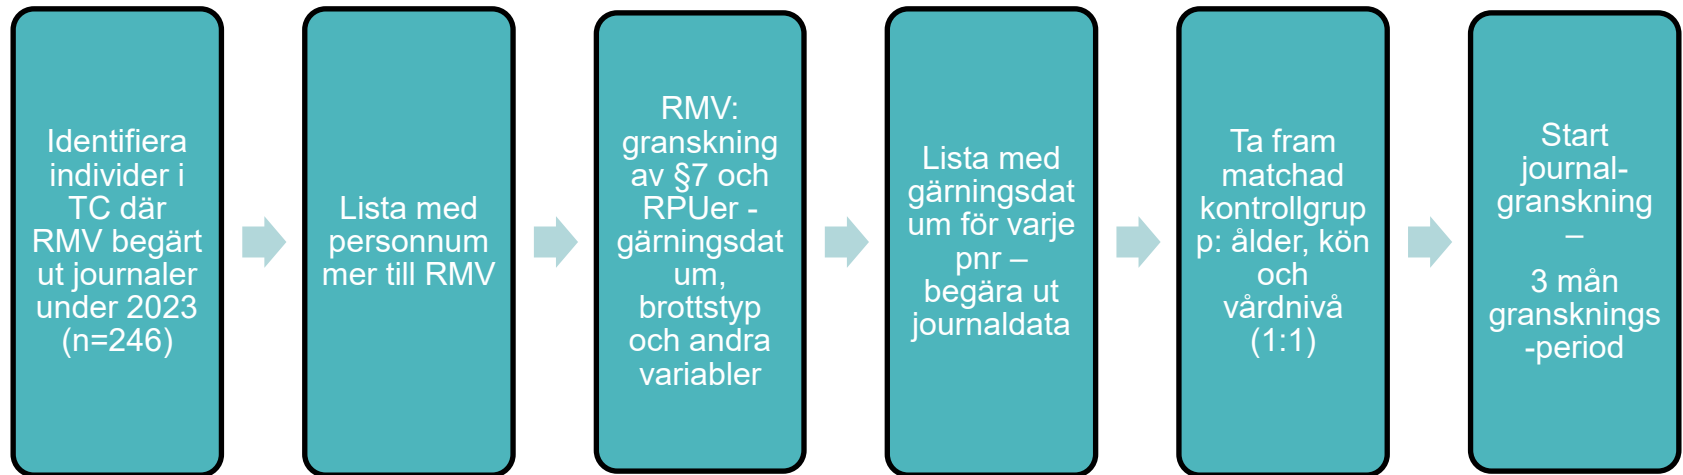 Identifiera
individer i
TC där
RMV begärt
ut journaler
under 2023
(n=246)
Lista med
personnum
mer till RMV
RMV:
granskning
av §7 och
RPUer -
gärningsdat
um,
brottstyp
och andra
variabler
Lista med
gärningsdat
um för varje
pnr –
begära ut
journaldata
Ta fram
matchad
kontrollgrup
p: ålder, kön
och
vårdnivå
(1:1)
Start
journal-
granskning
–
3 mån
gransknings
-period